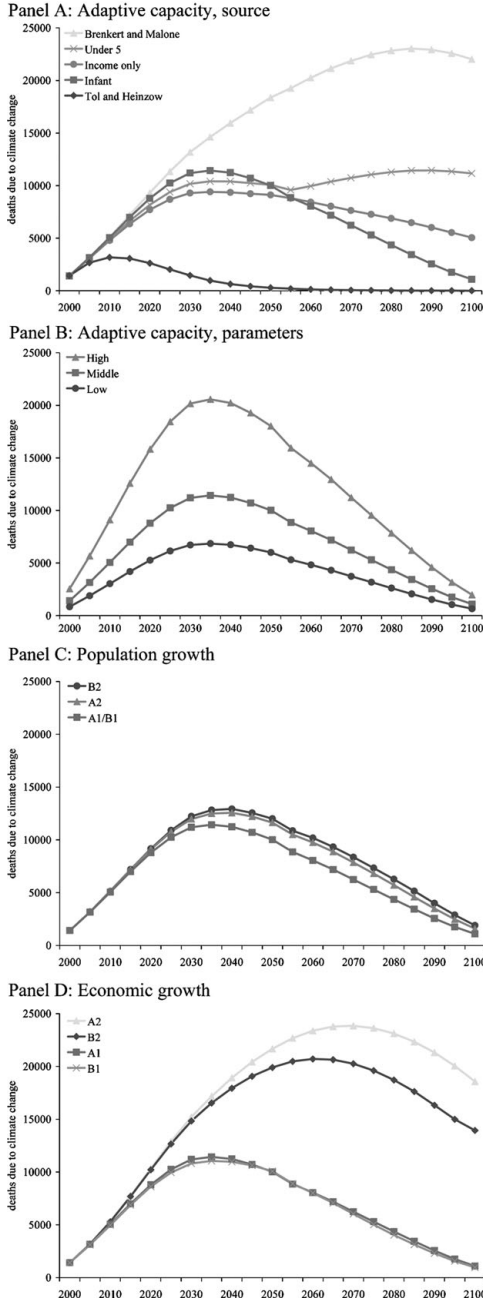 Panel A: Adaptive capacity, source
25000
20000
15000
10000
5000
0
deaths due to climate change
Brenkert and Malone
Under 5
Income only
Infant
Tol and Heinzow
2000 2010 2020 2030 2040 2050 2060 2070 2080 2090 2100
Panel B: Adaptive capacity, parameters
25000
20000
15000
10000
5000
0
deaths due to climate change
High
Middle
Low
2000 2010 2020 2030 2040 2050 2060 2070 2080 2090 2100
Panel C: Population growth
25000
20000
15000
10000
5000
0
deaths due to climate change
B2
A2
A1/B1
2000 2010 2020 2030 2040 2050 2060 2070 2080 2090 2100
Panel D: Economic growth
25000
20000
15000
10000
5000
0
deaths due to climate change
A2
B2
A1
B1
2000 2010 2020 2030 2040 2050 2060 2070 2080 2090 2100